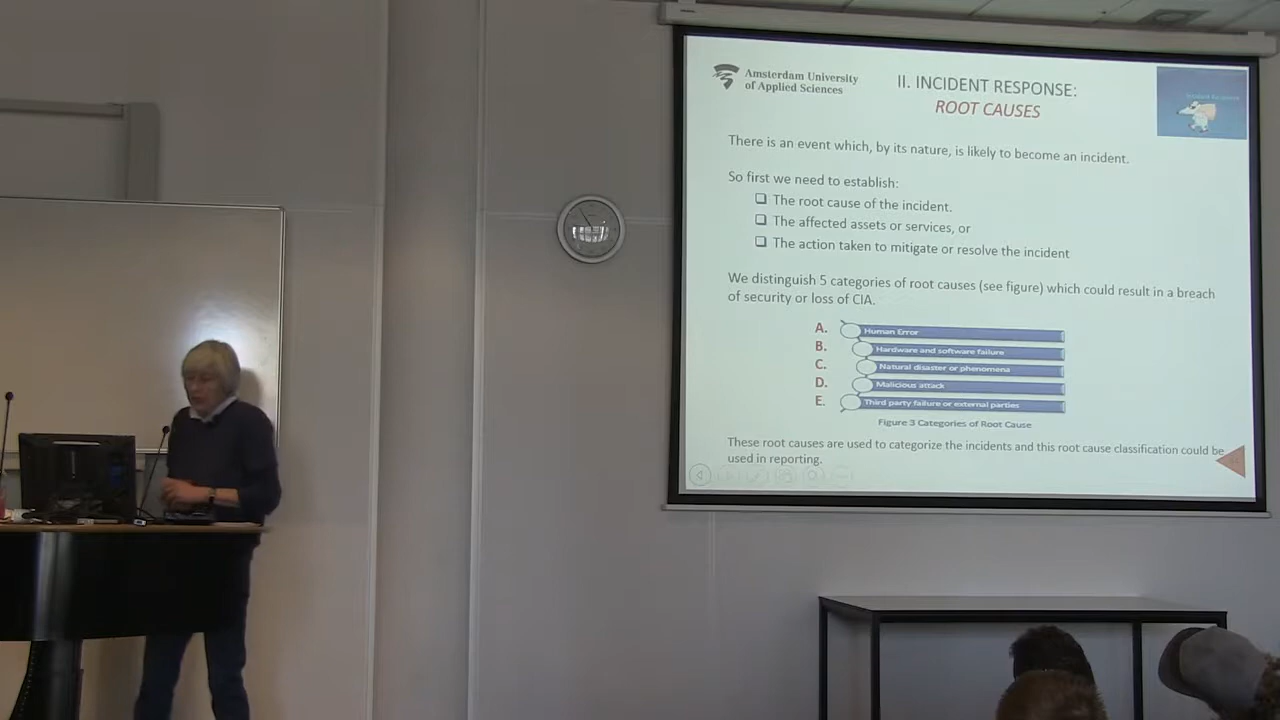 Amsterdam University
of Applied Sciences
II. INCIDENT RESPONSE:
ROOT CAUSES
Incident Response
There is an event which, by its nature, is likely to become an incident.
So first we need to establish:
The root cause of the incident.
The affected assets or services, or
The action taken to mitigate or resolve the incident
We distinguish 5 categories of root causes (see figure) which could result in a breach
of security or loss of CIA.
A. Human Error
B. Hardware and software failure
C. Natural disaster or phenomena
D. Malicious attack
E. Third party failure or external parties
Figure 3 Categories of Root Cause
These root causes are used to categorize the incidents and this root cause classification could be
used in reporting.